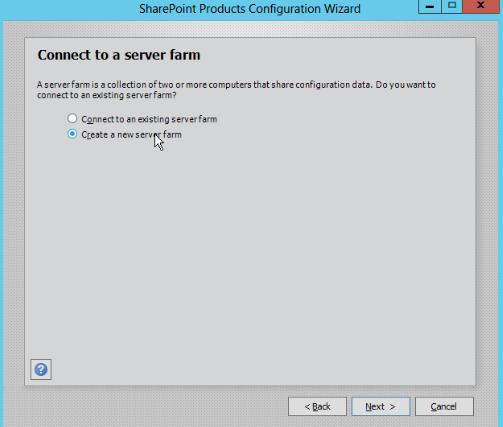 SharePoint Products Configuration Wizard
Connect to a server farm
A server farm is a collection of two or more computers that share configuration data. Do you want to
connect to an existing server farm?
Connect to an existing server farm
Create a new server farm
?
< Back
Next >
Cancel